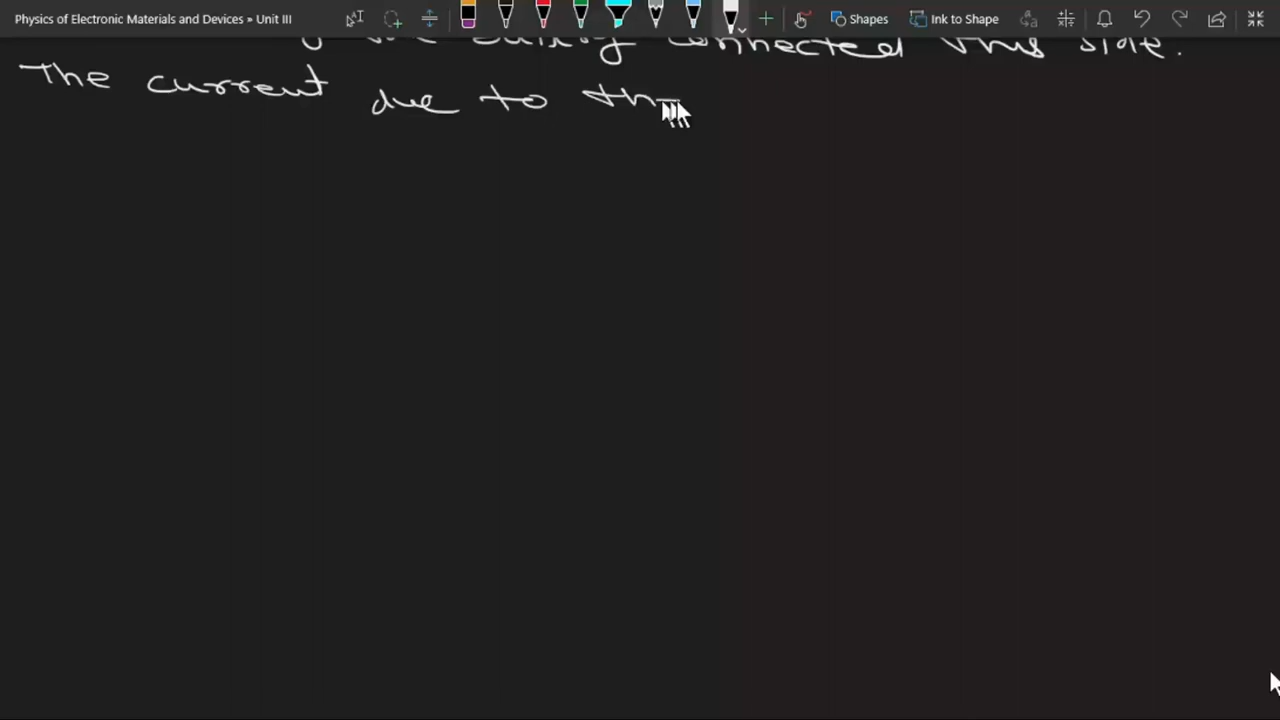 Physics of Electronic Materials and Devices » Unit III
Shapes
Ink to Shape
connected this side.
The current due to th